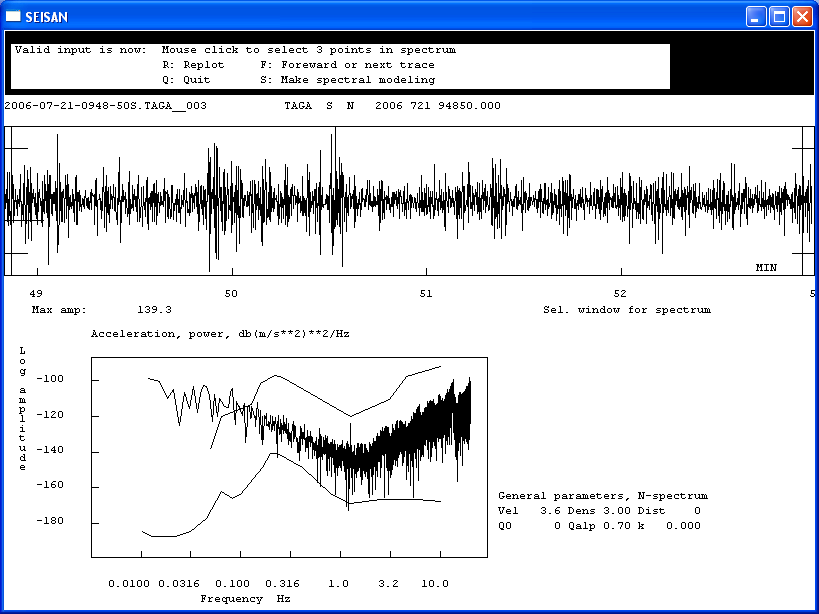 SEISAN
Valid input is now:  Mouse click to select 3 points in spectrum
R: Replot     F: Foreward or next trace
Q: Quit       S: Make spectral modeling
2006-07-21-0948-50S.TAGA__003           TAGA  S  N   2006 721 94850.000
MIN
49 50 51 52 5
Max amp:       139.3                    Sel. window for spectrum
Acceleration, power, db(m/s**2)**2/Hz
Log amplitude
-100
-120
-140
-160
-180
General parameters, N-spectrum
Vel   3.6 Dens 3.00 Dist    0
Q0      0 Qalp 0.70 k   0.000
0.0100 0.0316 0.100 0.316 1.0 3.2 10.0
Frequency  Hz